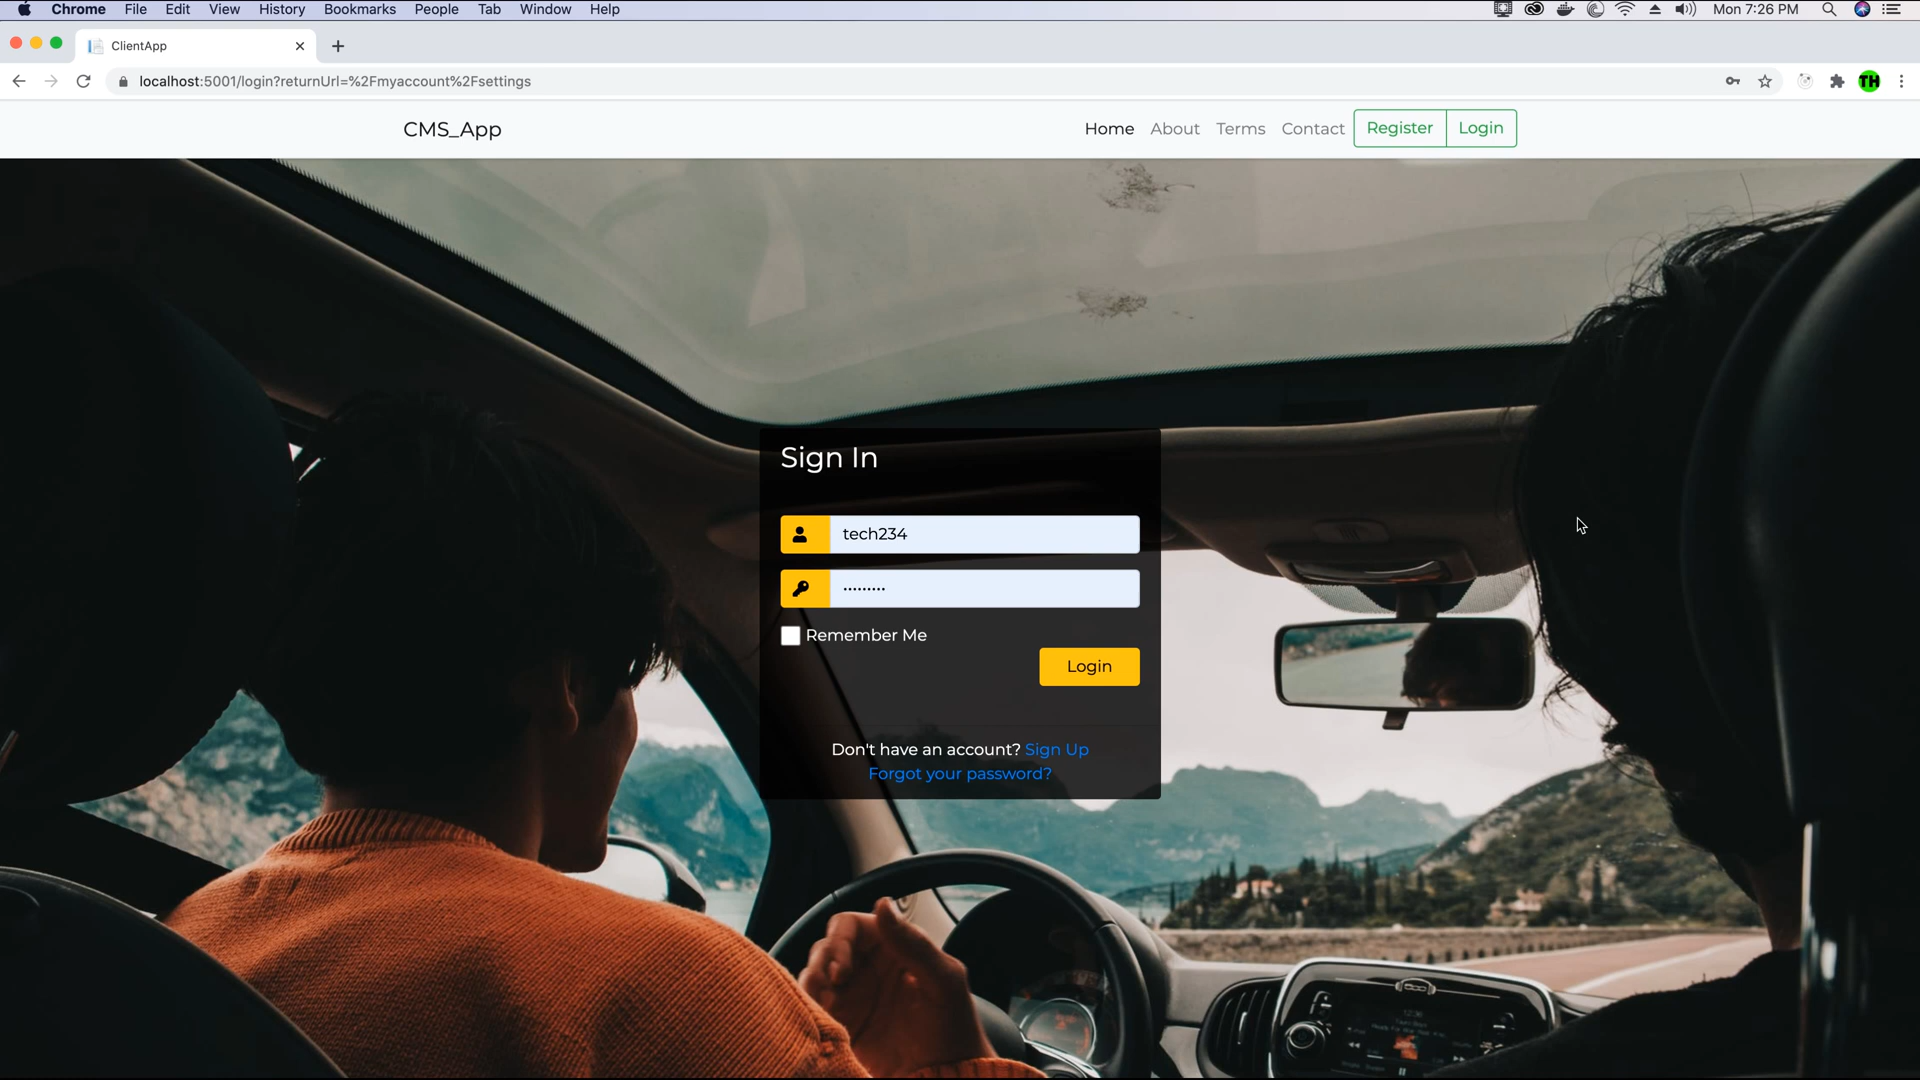 Chrome File Edit View History Bookmarks People Tab Window Help Mon 7:26 PM
ClientApp
localhost:5001/login?returnUrl=%2Fmyaccount%2Fsettings
TH
CMS_App
Home About Terms Contact Register Login
Sign In
tech234
•••••••••
Remember Me
Login
Don't have an account? Sign Up
Forgot your password?
12:36